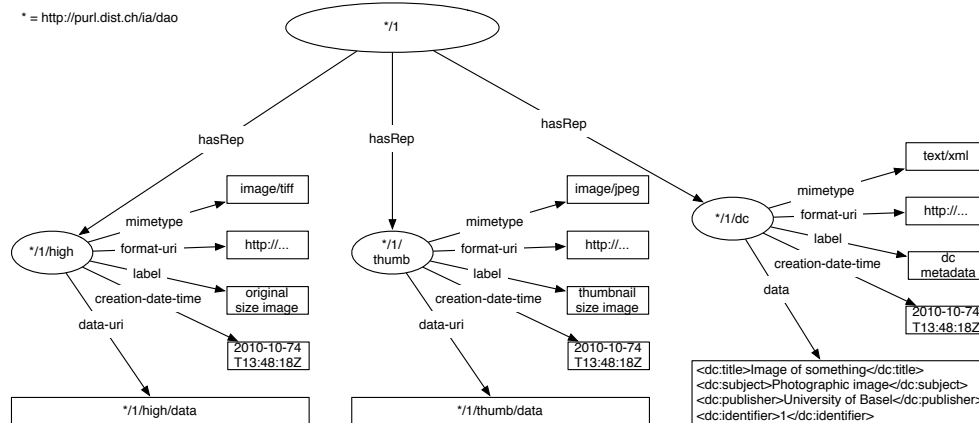 * = http://purl.dist.ch/ia/dao
*/1
hasRep
hasRep
hasRep
*/1/high
mimetype
image/tiff
format-uri
http://...
label
original
size image
creation-date-time
2010-10-74
T13:48:18Z
data-uri
*/1/high/data
*/1/
thumb
mimetype
image/jpeg
format-uri
http://...
label
thumbnail
size image
creation-date-time
2010-10-74
T13:48:18Z
data-uri
*/1/thumb/data
*/1/dc
mimetype
text/xml
format-uri
http://...
label
dc
metadata
creation-date-time
2010-10-74
T13:48:18Z
data
<dc:title>Image of something</dc:title>
<dc:subject>Photographic image</dc:subject>
<dc:publisher>University of Basel</dc:publisher>
<dc:identifier>1</dc:identifier>